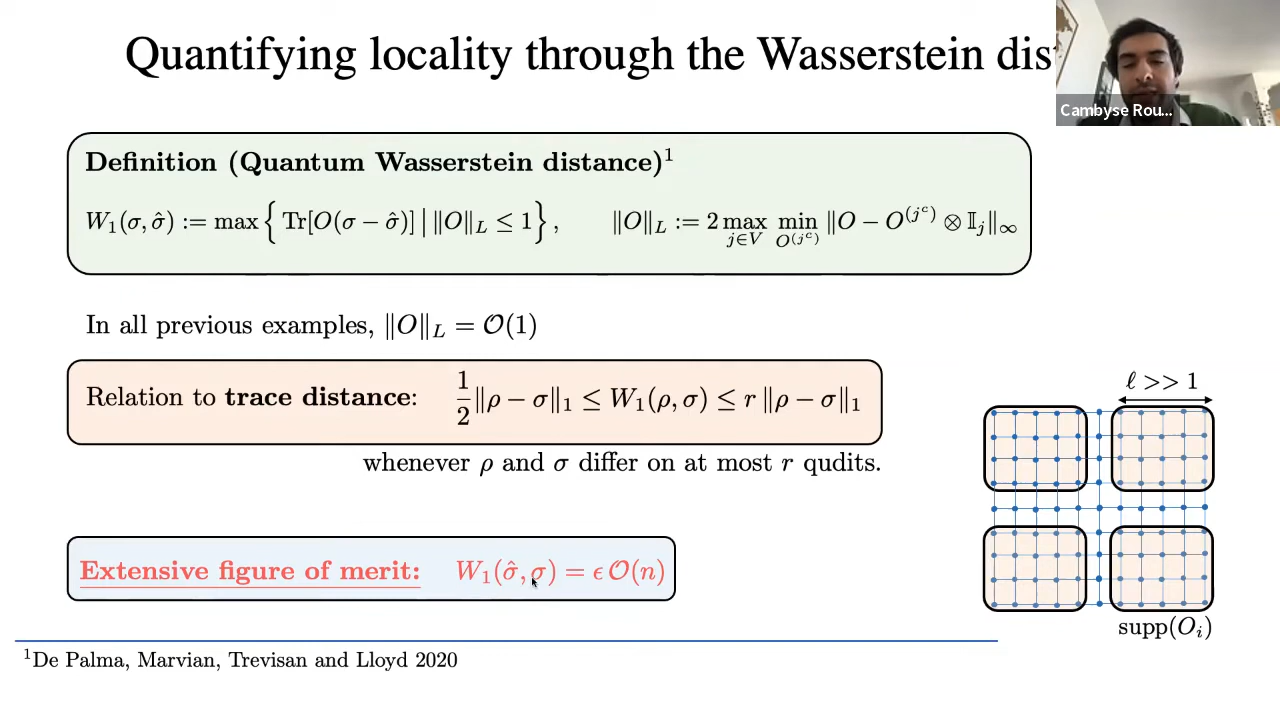 Quantifying locality through the Wasserstein dis
Cambyse Rou...
Definition (Quantum Wasserstein distance)¹
W₁(σ, σ̂) := max { Tr[O(σ − σ̂)] | ‖O‖_L ≤ 1 } , ‖O‖_L := 2 max_{j∈V} min_{O^{(j^c)}} ‖O − O^{(j^c)} ⊗ 𝕀_j‖_∞
In all previous examples, ‖O‖_L = 𝒪(1)
Relation to trace distance: 1/2 ‖ρ − σ‖₁ ≤ W₁(ρ, σ) ≤ r ‖ρ − σ‖₁
whenever ρ and σ differ on at most r qudits.
ℓ >> 1
Extensive figure of merit: W₁(σ̂, σ) = ϵ 𝒪(n)
supp(O_i)
¹De Palma, Marvian, Trevisan and Lloyd 2020